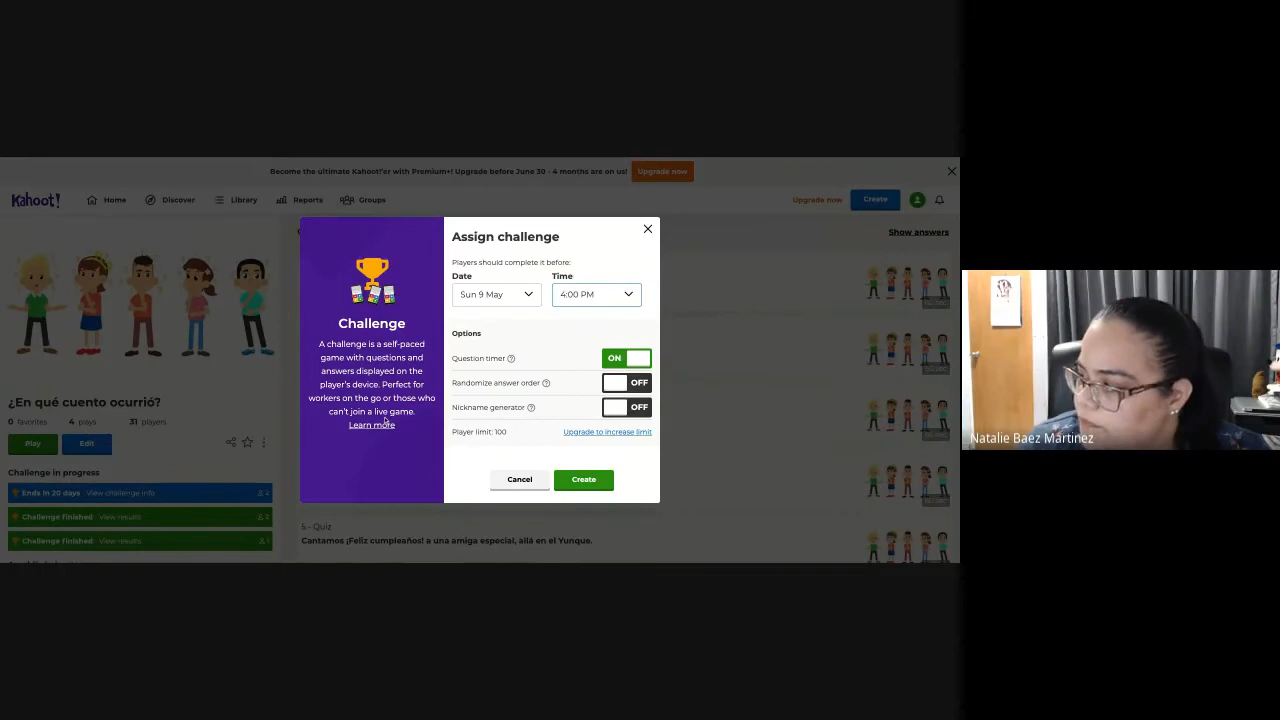 Become the ultimate Kahoot!'er with Premium+! Upgrade before June 30 - 4 months are on us!
Upgrade now
Kahoot!
Home
Discover
Library
Reports
Groups
Upgrade now
Create
Show answers
Assign challenge
Players should complete it before:
Date
Time
Sun 9 May
4:00 PM
Challenge
A challenge is a self-paced
game with questions and
answers displayed on the
player's device. Perfect for
workers on the go or those who
can't join a live game.
Learn more
Options
Question timer
ON
Randomize answer order
OFF
Nickname generator
OFF
Player limit: 100
Upgrade to increase limit
Cancel
Create
¿En qué cuento ocurrió?
0 favorites
4 plays
31 players
Play
Edit
Challenge in progress
Ends in 20 days
View challenge info
Challenge finished
View results
Challenge finished
View results
5 - Quiz
Cantamos ¡Feliz cumpleaños! a una amiga especial, allá en el Yunque.
Natalie Baez Martinez